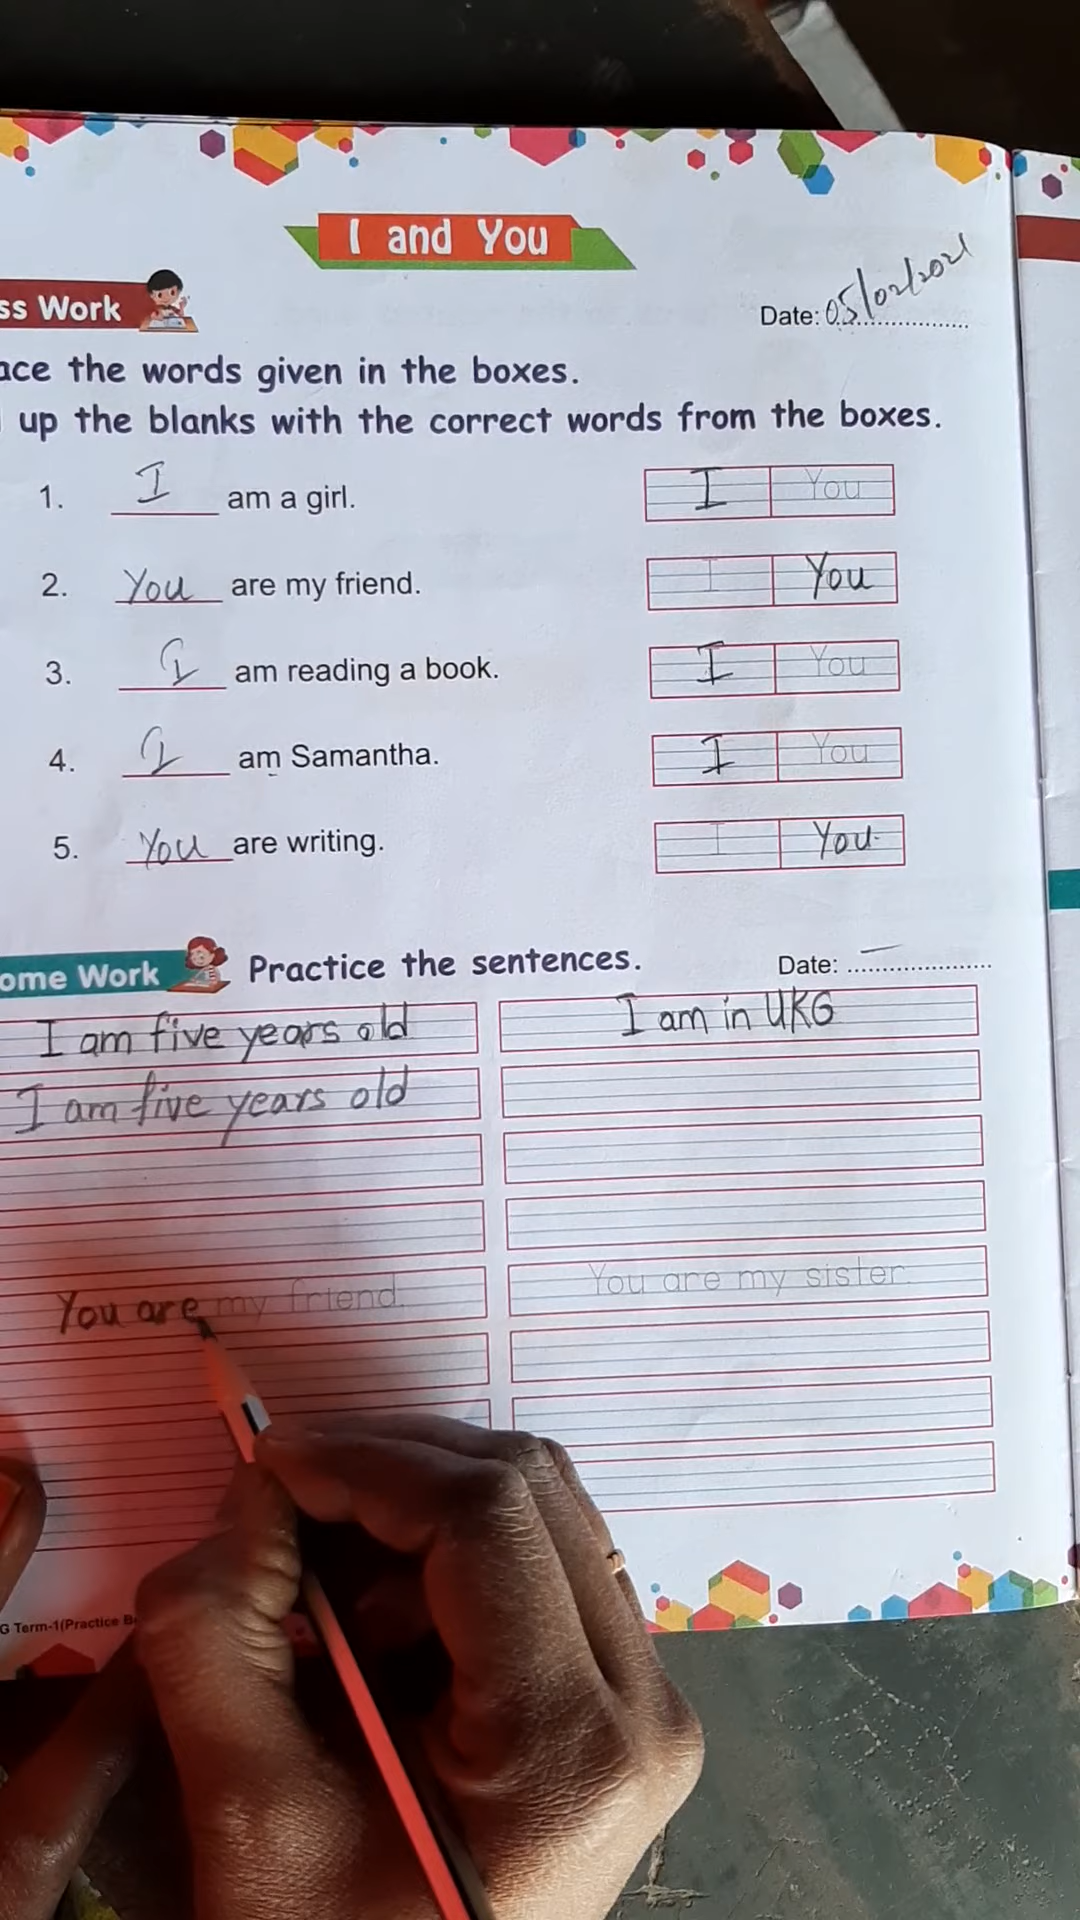 I and You
ss Work
Date: 05/02/2021
ace the words given in the boxes.
up the blanks with the correct words from the boxes.
1. I am a girl. I You
2. You are my friend. I You
3. I am reading a book. I You
4. I am Samantha. I You
5. You are writing. I You
ome Work Practice the sentences. Date:
I am five years old I am in UKG
I am five years old
You are my friend. You are my sister.
G Term-1(Practice B